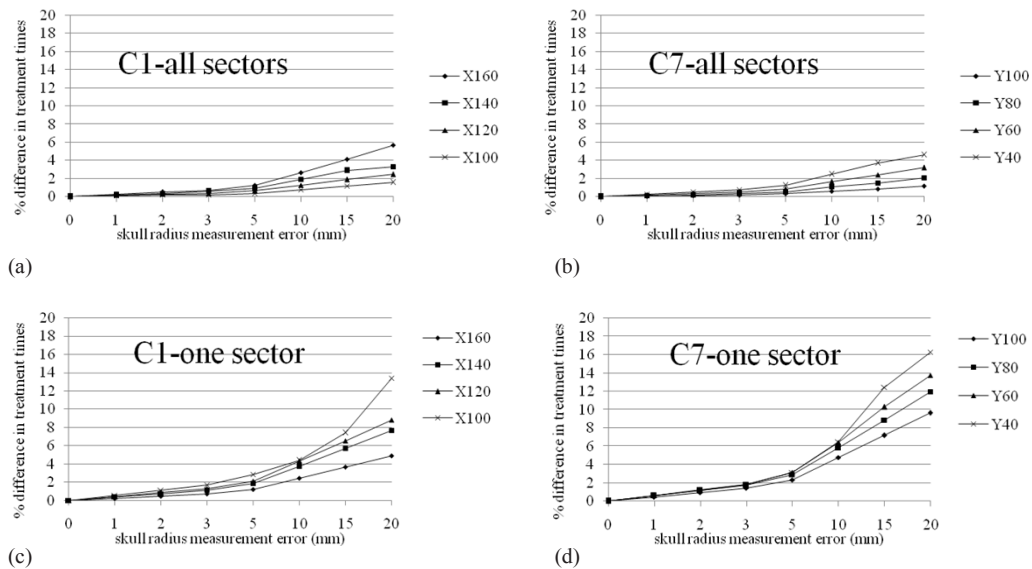 C1-all sectors
% difference in treatment times
20
18
16
14
12
10
8
6
4
2
0
0 1 2 3 5 10 15 20
skull radius measurement error (mm)
X160
X140
X120
X100
(a)
C7-all sectors
% difference in treatment times
20
18
16
14
12
10
8
6
4
2
0
0 1 2 3 5 10 15 20
skull radius measurement error (mm)
Y100
Y80
Y60
Y40
(b)
C1-one sector
% difference in treatment times
20
18
16
14
12
10
8
6
4
2
0
0 1 2 3 5 10 15 20
skull radius measurement error (mm)
X160
X140
X120
X100
(c)
C7-one sector
% difference in treatment times
20
18
16
14
12
10
8
6
4
2
0
0 1 2 3 5 10 15 20
skull radius measurement error (mm)
Y100
Y80
Y60
Y40
(d)